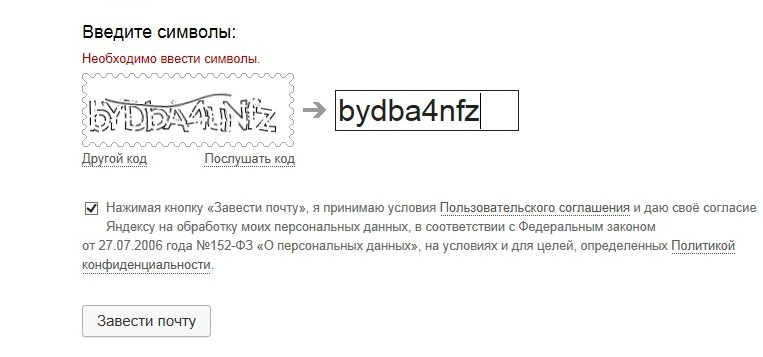 Введите символы:
Необходимо ввести символы.
bydba4nfz
Другой код Послушать код
Нажимая кнопку «Завести почту», я принимаю условия Пользовательского соглашения и даю своё согласие
Яндексу на обработку моих персональных данных, в соответствии с Федеральным законом
от 27.07.2006 года №152-ФЗ «О персональных данных», на условиях и для целей, определенных Политикой
конфиденциальности.
Завести почту